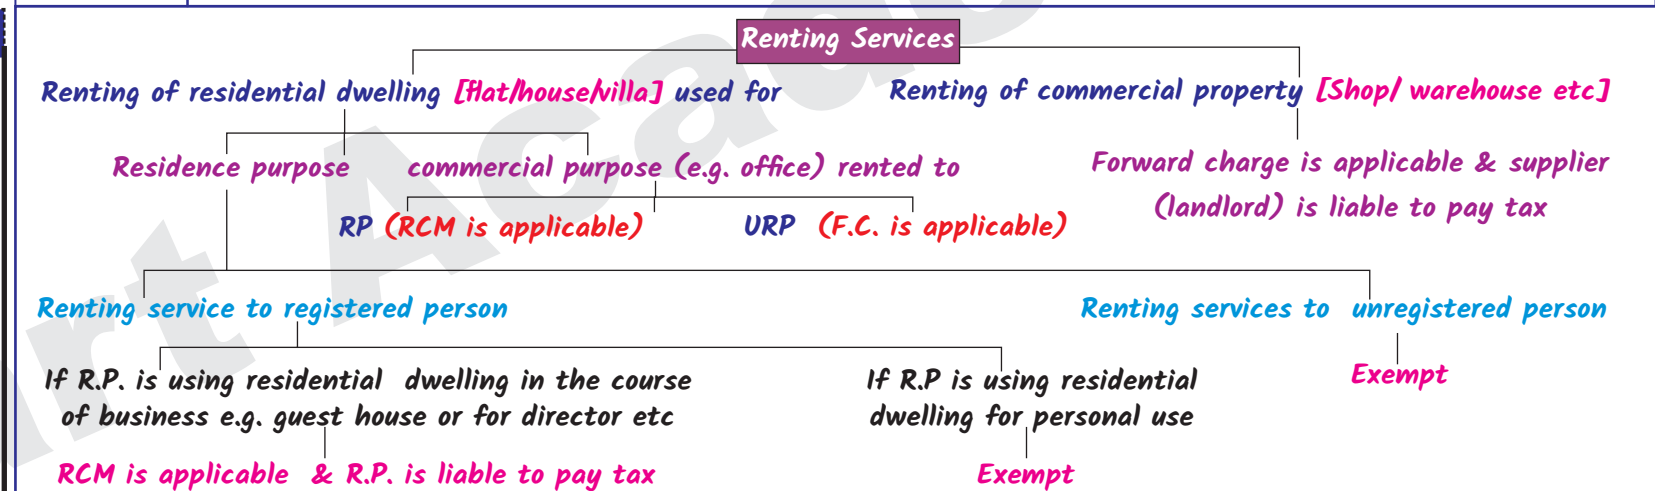 Renting Services
Renting of residential dwelling [flat/house/villa] used for
Renting of commercial property [Shop/ warehouse etc]
Residence purpose
commercial purpose (e.g. office) rented to
Forward charge is applicable & supplier
(landlord) is liable to pay tax
RP (RCM is applicable)
URP (F.C. is applicable)
Renting service to registered person
Renting services to unregistered person
If R.P. is using residential dwelling in the course
of business e.g. guest house or for director etc
If R.P is using residential
dwelling for personal use
Exempt
RCM is applicable & R.P. is liable to pay tax
Exempt